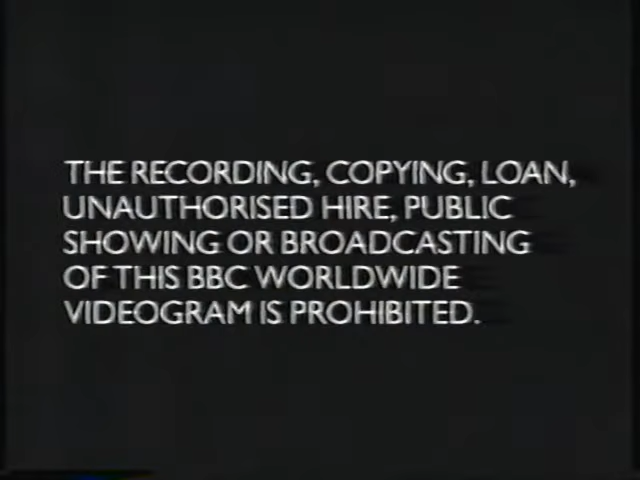 THE RECORDING, COPYING, LOAN,
UNAUTHORISED HIRE, PUBLIC
SHOWING OR BROADCASTING
OF THIS BBC WORLDWIDE
VIDEOGRAM IS PROHIBITED.